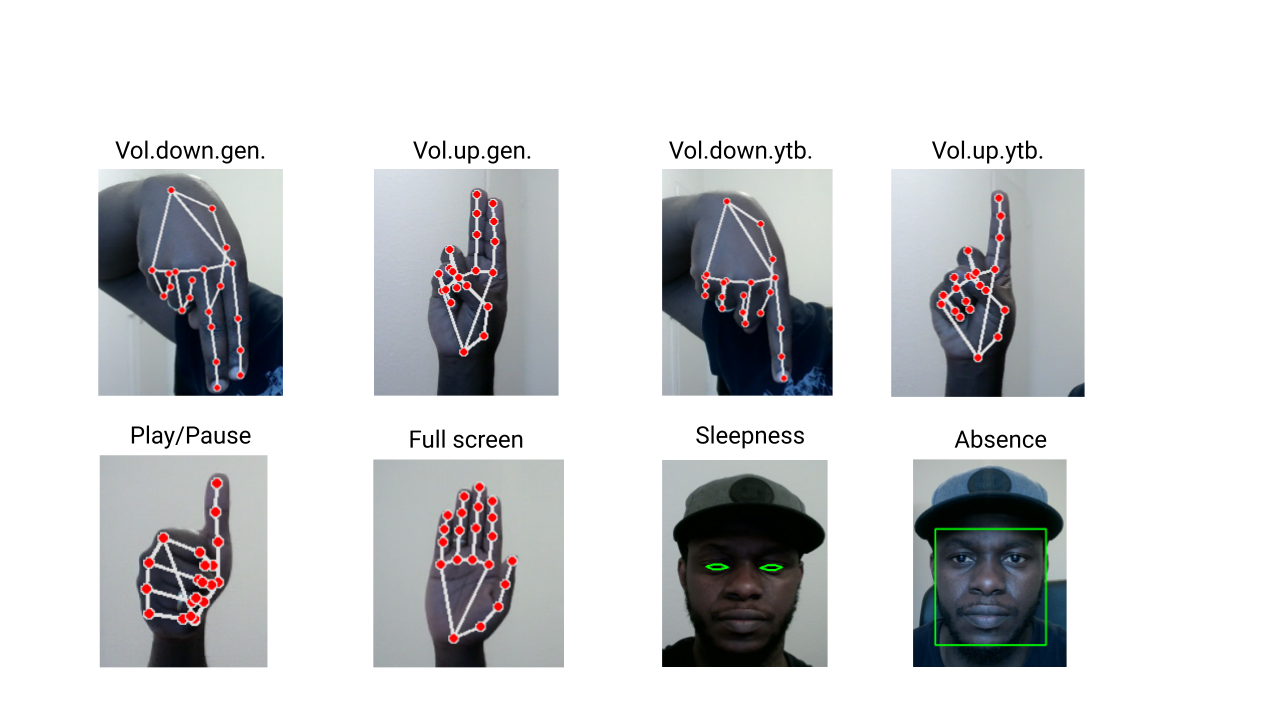 Vol.down.gen.
Vol.up.gen.
Vol.down.ytb.
Vol.up.ytb.
Play/Pause
Full screen
Sleepness
Absence